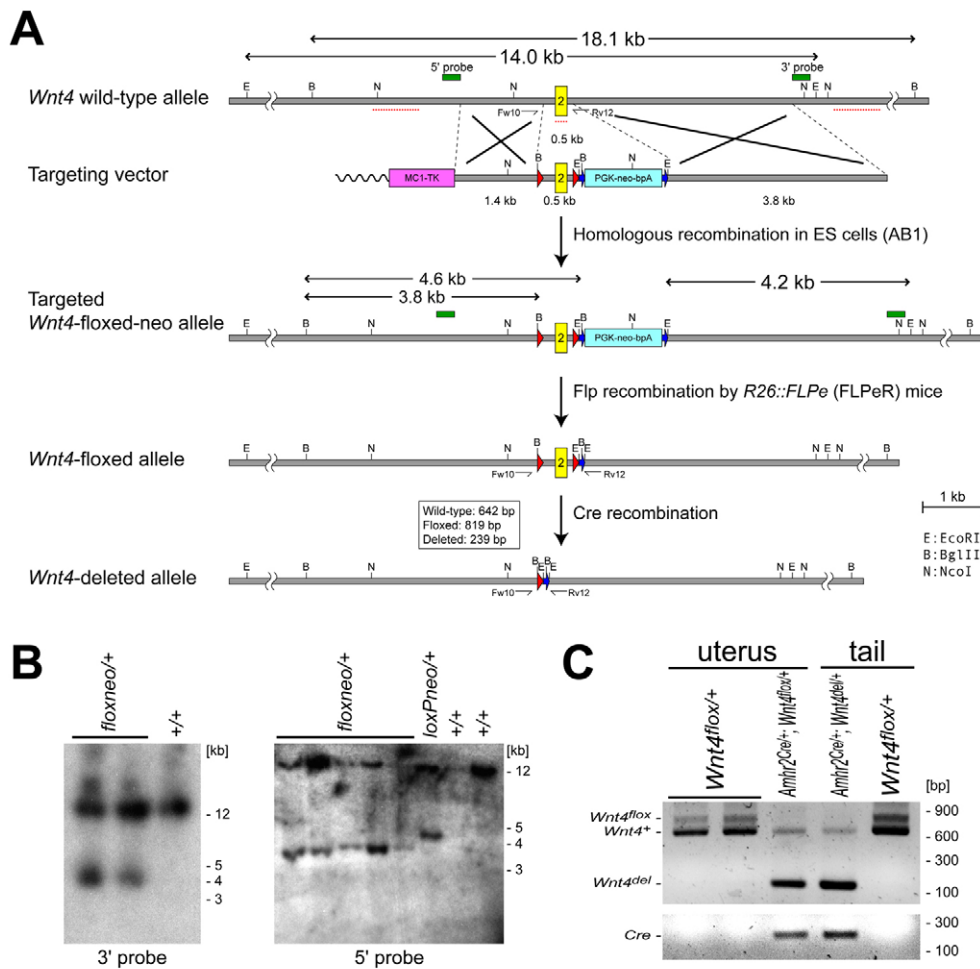 A
18.1 kb
14.0 kb
5' probe
3' probe
E B N N N E N B
Wnt4 wild-type allele
2
Fw10
Rv12
0.5 kb
Targeting vector
MC1-TK
N B E B N E
2
PGK-neo-bpA
1.4 kb
0.5 kb
3.8 kb
Homologous recombination in ES cells (AB1)
4.6 kb
3.8 kb
4.2 kb
Targeted
Wnt4-floxed-neo allele
E B N N B E B N E N E N B
2
PGK-neo-bpA
Flp recombination by R26::FLPe (FLPeR) mice
Wnt4-floxed allele
E B N N B E B E N E N B
2
Fw10
Rv12
Wild-type: 642 bp
Floxed: 819 bp
Deleted: 239 bp
Cre recombination
1 kb
E:EcoRI
B:BglII
N:NcoI
Wnt4-deleted allele
E B N N B E B E N E N B
Fw10
Rv12
B
floxneo/+
+/+
[kb]
- 12
- 5
- 4
- 3
3' probe
floxneo/+
loxPneo/+
+/+
+/+
[kb]
- 12
- 5
- 4
- 3
5' probe
C
uterus
tail
Wnt4flox/+
Amhr2Cre/+; Wnt4flox/+
Amhr2Cre/+; Wnt4del/+
Wnt4flox/+
[bp]
Wnt4flox -
Wnt4+ -
Wnt4del -
- 900
- 600
- 300
- 100
Cre -
- 300
- 100